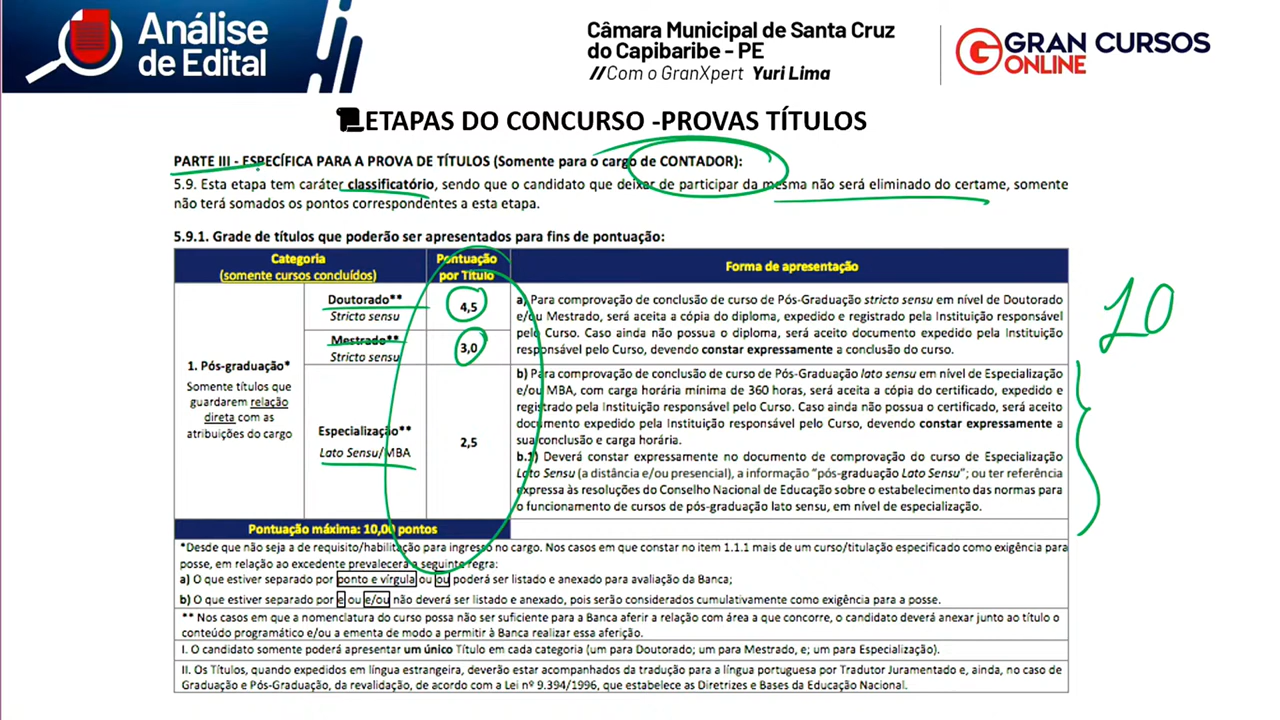 Análise
de Edital
Câmara Municipal de Santa Cruz
do Capibaribe – PE
//Com o GranXpert Yuri Lima
G GRAN CURSOS
ONLINE
ETAPAS DO CONCURSO -PROVAS TÍTULOS
PARTE III - ESPECÍFICA PARA A PROVA DE TÍTULOS (Somente para o cargo de CONTADOR):
5.9. Esta etapa tem caráter classificatório, sendo que o candidato que deixar de participar da mesma não será eliminado do certame, somente
não terá somados os pontos correspondentes a esta etapa.
5.9.1. Grade de títulos que poderão ser apresentados para fins de pontuação:
Categoria
(somente cursos concluídos)
Pontuação
por Título
Forma de apresentação
1. Pós-graduação*
Somente títulos que
guardarem relação
direta com as
atribuições do cargo
Doutorado**
Stricto sensu
4,5
Mestrado**
Stricto sensu
3,0
a) Para comprovação de conclusão de curso de Pós-Graduação stricto sensu em nível de Doutorado
e/ou Mestrado, será aceita a cópia do diploma, expedido e registrado pela Instituição responsável
pelo Curso. Caso ainda não possua o diploma, será aceito documento expedido pela Instituição
responsável pelo Curso, devendo constar expressamente a conclusão do curso.
Especialização**
Lato Sensu/MBA
2,5
b) Para comprovação de conclusão de curso de Pós-Graduação lato sensu em nível de Especialização
e/ou MBA, com carga horária mínima de 360 horas, será aceita a cópia do certificado, expedido e
registrado pela Instituição responsável pelo Curso. Caso ainda não possua o certificado, será aceito
documento expedido pela Instituição responsável pelo Curso, devendo constar expressamente a
sua conclusão e carga horária.
b.1) Deverá constar expressamente no documento de comprovação do curso de Especialização
Lato Sensu (a distância e/ou presencial), a informação "pós-graduação Lato Sensu"; ou ter referência
expressa às resoluções do Conselho Nacional de Educação sobre o estabelecimento das normas para
o funcionamento de cursos de pós-graduação lato sensu, em nível de especialização.
10
Pontuação máxima: 10,00 pontos
*Desde que não seja a de requisito/habilitação para ingresso no cargo. Nos casos em que constar no item 1.1.1 mais de um curso/titulação especificado como exigência para
posse, em relação ao excedente prevalecerá a seguinte regra:
a) O que estiver separado por ponto e vírgula ou ou poderá ser listado e anexado para avaliação da Banca;
b) O que estiver separado por e ou e/ou não deverá ser listado e anexado, pois serão considerados cumulativamente como exigência para a posse.
** Nos casos em que a nomenclatura do curso possa não ser suficiente para a Banca aferir a relação com área a que concorre, o candidato deverá anexar junto ao título o
conteúdo programático e/ou a ementa de modo a permitir à Banca realizar essa aferição.
I. O candidato somente poderá apresentar um único Título em cada categoria (um para Doutorado; um para Mestrado, e; um para Especialização).
II. Os Títulos, quando expedidos em língua estrangeira, deverão estar acompanhados da tradução para a língua portuguesa por Tradutor Juramentado e, ainda, no caso de
Graduação e Pós-Graduação, da revalidação, de acordo com a Lei nº 9.394/1996, que estabelece as Diretrizes e Bases da Educação Nacional.